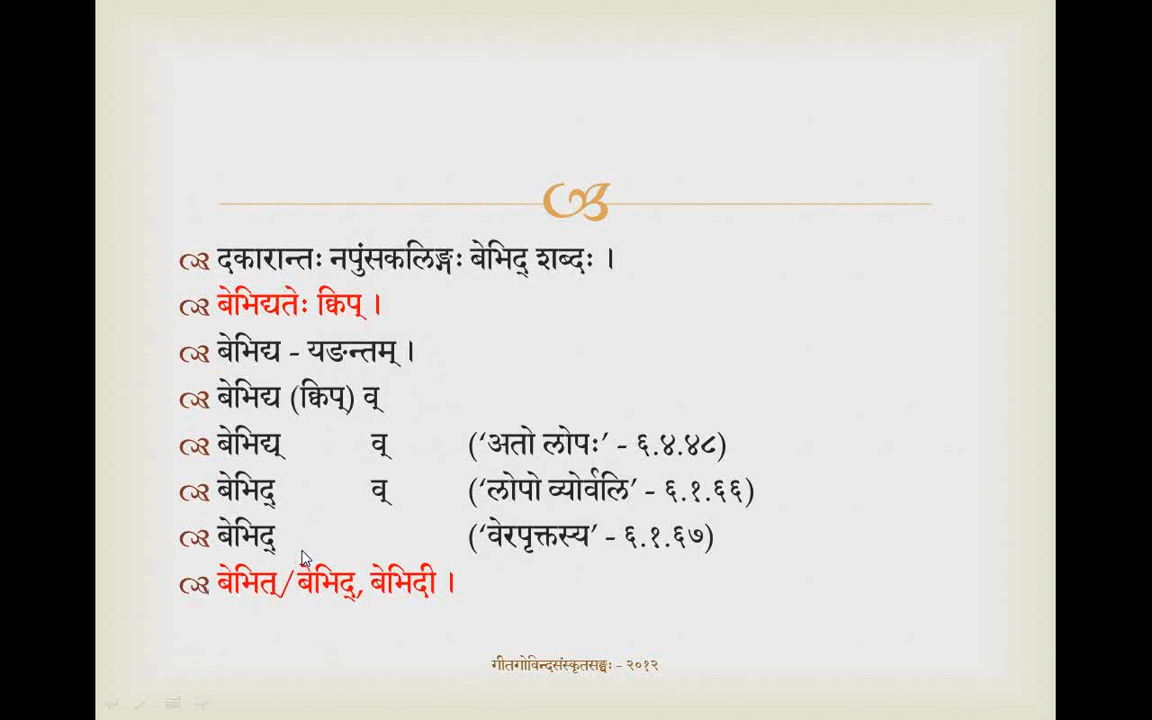 दकारान्तः नपुंसकलिङ्गः बेभिद् शब्दः ।
बेभिद्यतेः क्विप् ।
बेभिद्य - यङन्तम् ।
बेभिद्य (क्विप्) व्
बेभिद्य् व् (‘अतो लोपः’ - ६.४.४८)
बेभिद् व् (‘लोपो व्योर्वलि’ - ६.१.६६)
बेभिद् (‘वेरपृक्तस्य’ - ६.१.६७)
बेभित्/बेभिद्, बेभिदी ।
गीतगोविन्दसंस्कृतसङ्घः - २०१२